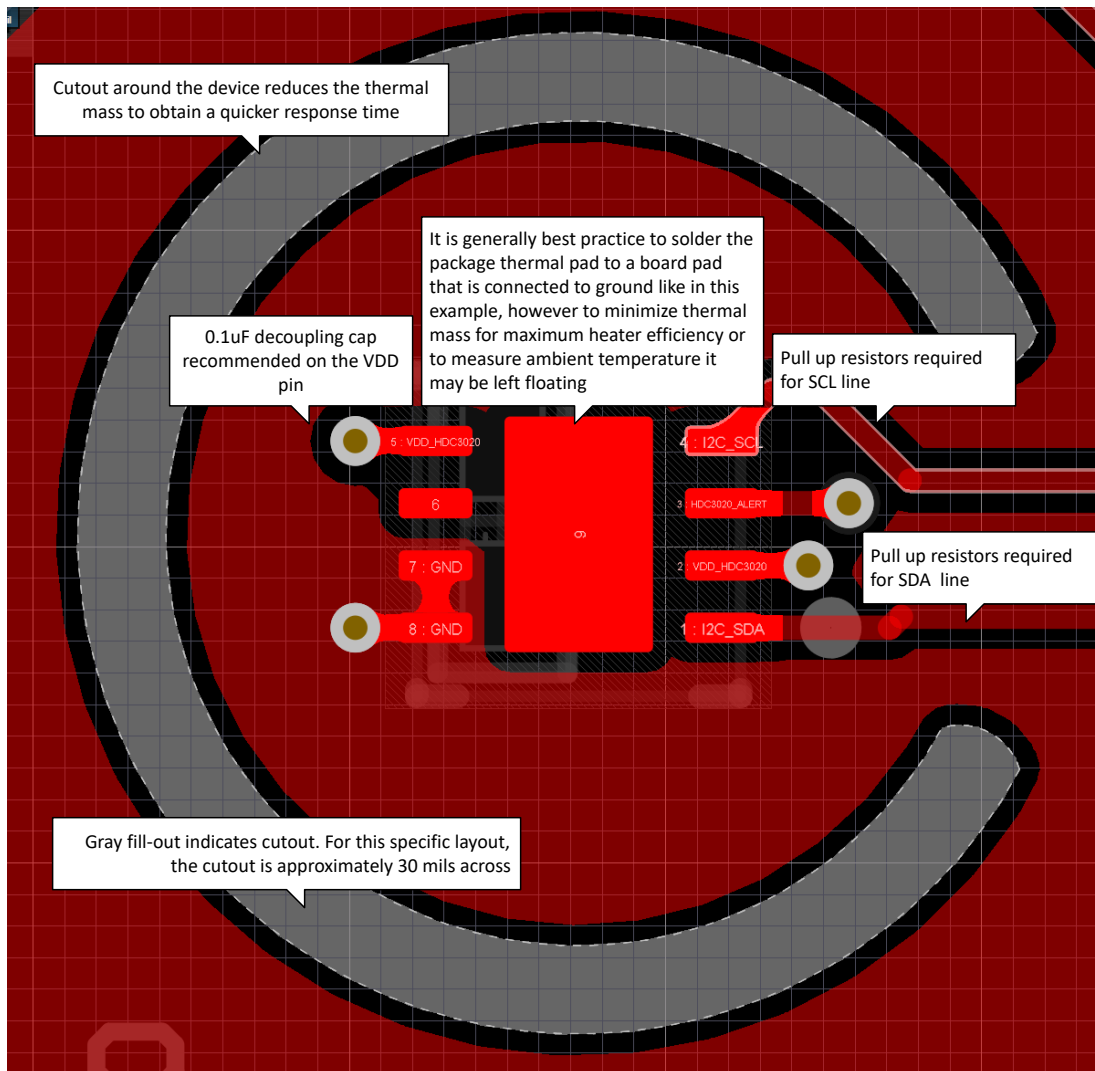 Cutout around the device reduces the thermal
mass to obtain a quicker response time
It is generally best practice to solder the
package thermal pad to a board pad
that is connected to ground like in this
example, however to minimize thermal
mass for maximum heater efficiency or
to measure ambient temperature it
may be left floating
0.1uF decoupling cap
recommended on the VDD
pin
Pull up resistors required
for SCL line
5 : VDD_HDC3020
4 : I2C_SCL
6
3 : HDC3020_ALERT
9
7 : GND
2 : VDD_HDC3020
Pull up resistors required
for SDA line
8 : GND
1 : I2C_SDA
Gray fill-out indicates cutout. For this specific layout,
the cutout is approximately 30 mils across